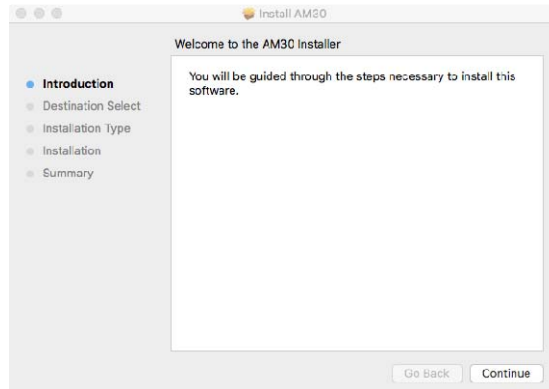 Install AM30
Welcome to the AM30 Installer
Introduction
Destination Select
Installation Type
Installation
Summary
You will be guided through the steps necessary to install this
software.
Go Back
Continue